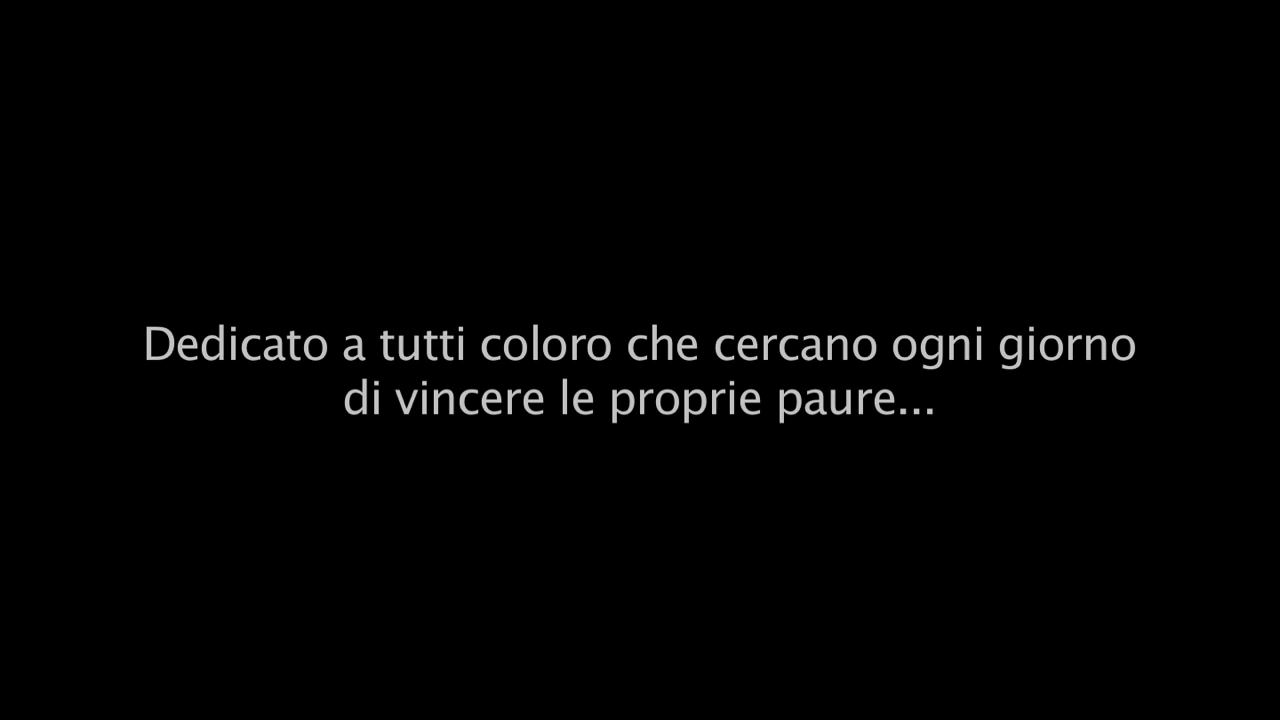 Dedicato a tutti coloro che cercano ogni giorno
di vincere le proprie paure...